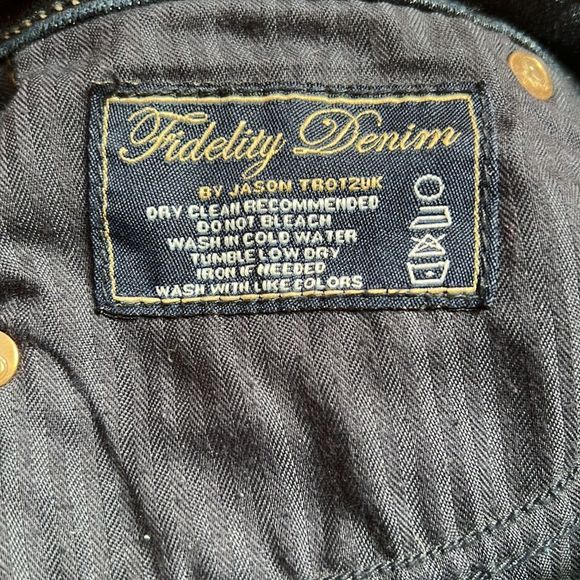 Fidelity Denim
BY JASON TROTZUK
DRY CLEAN RECOMMENDED
DO NOT BLEACH
WASH IN COLD WATER
TUMBLE LOW DRY
IRON IF NEEDED
WASH WITH LIKE COLORS